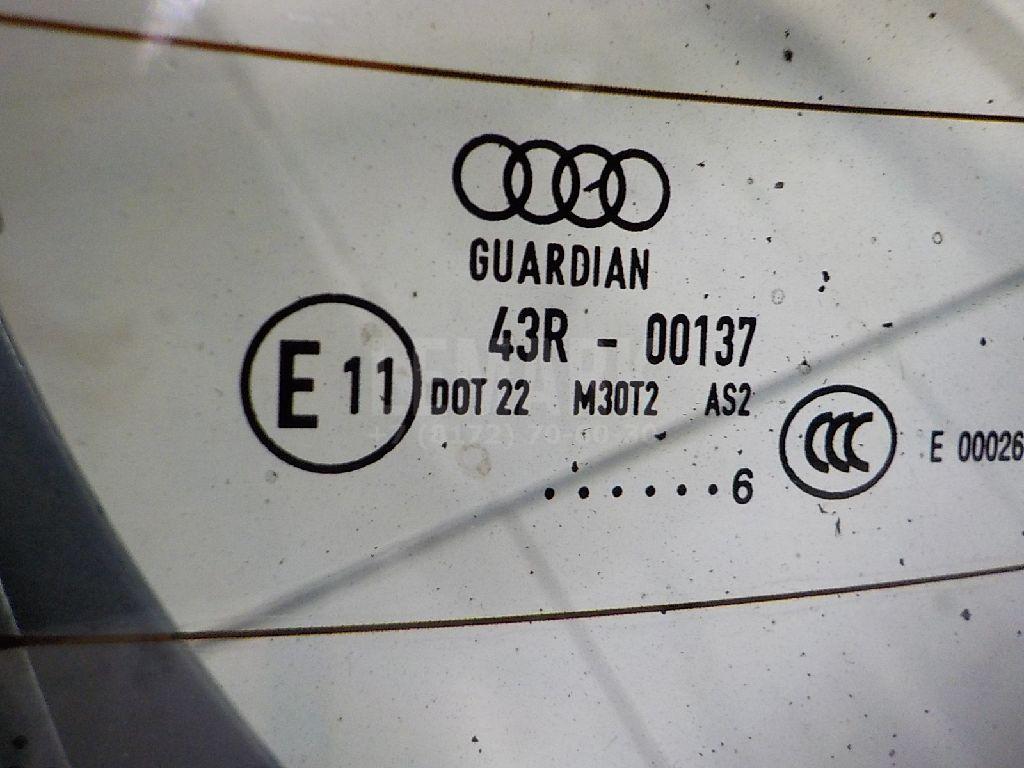 GUARDIAN
43R - 00137
E 11
DOT 22 M30T2 AS2
CCC
E 00026
......6